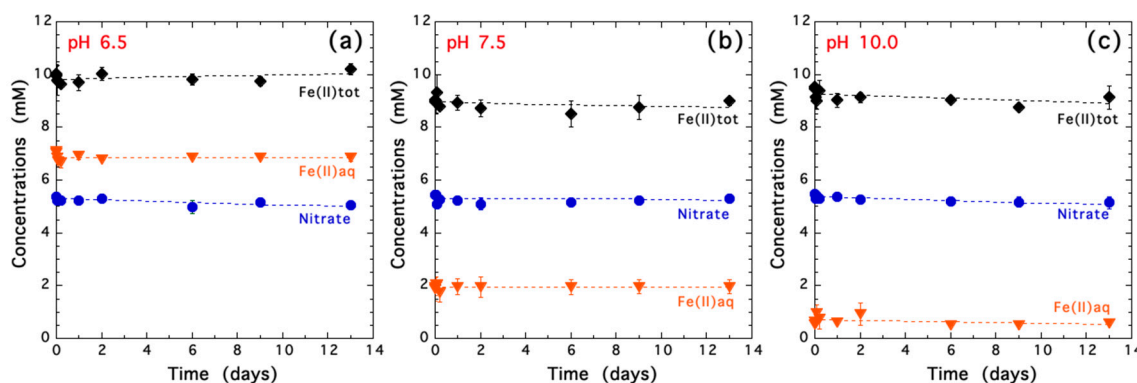 pH 6.5
(a)
Concentrations (mM)
12
10
8
6
4
2
0
Fe(II)tot
Fe(II)aq
Nitrate
0 2 4 6 8 10 12 14
Time (days)
pH 7.5
(b)
Concentrations (mM)
12
10
8
6
4
2
0
Fe(II)tot
Nitrate
Fe(II)aq
0 2 4 6 8 10 12 14
Time (days)
pH 10.0
(c)
Concentrations (mM)
12
10
8
6
4
2
0
Fe(II)tot
Nitrate
Fe(II)aq
0 2 4 6 8 10 12 14
Time (days)